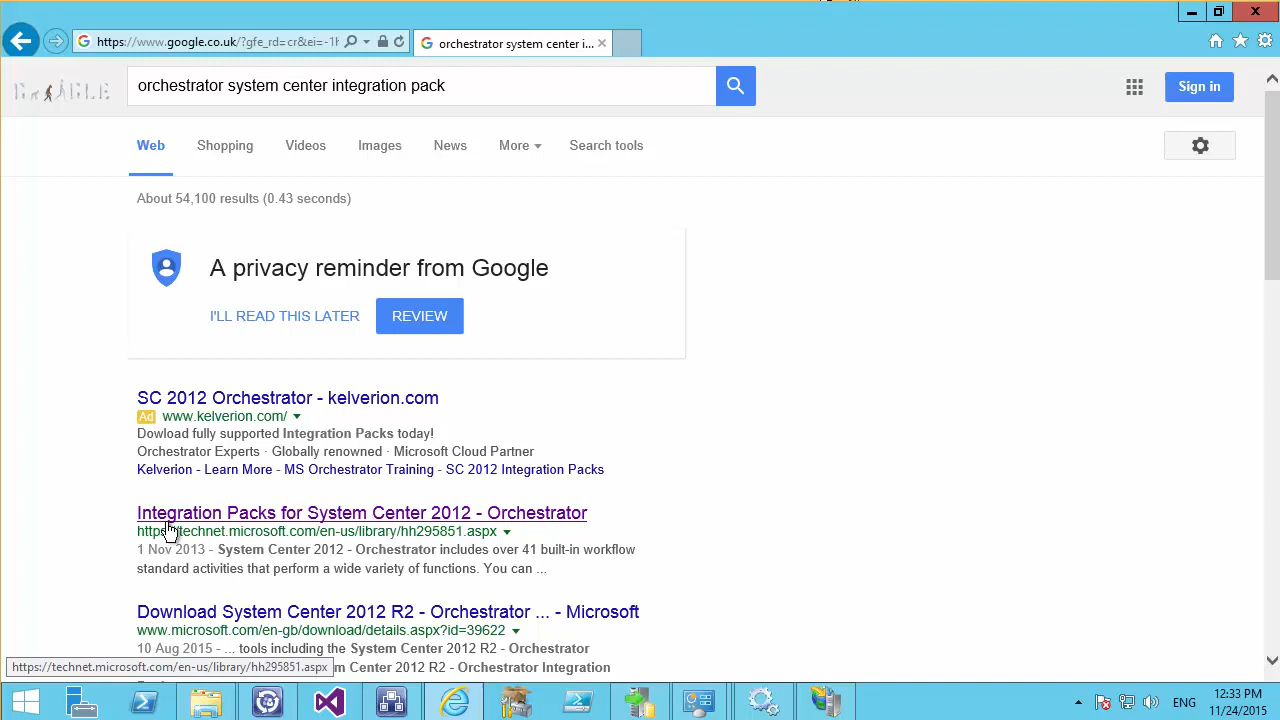 https://www.google.co.uk/?gfe_rd=cr&ei=-1h
orchestrator system center i...
orchestrator system center integration pack
Sign in
Web Shopping Videos Images News More Search tools
About 54,100 results (0.43 seconds)
A privacy reminder from Google
I'LL READ THIS LATER REVIEW
SC 2012 Orchestrator - kelverion.com
Ad www.kelverion.com/
Dowload fully supported Integration Packs today!
Orchestrator Experts · Globally renowned · Microsoft Cloud Partner
Kelverion - Learn More - MS Orchestrator Training - SC 2012 Integration Packs
Integration Packs for System Center 2012 - Orchestrator
https://technet.microsoft.com/en-us/library/hh295851.aspx
1 Nov 2013 - System Center 2012 - Orchestrator includes over 41 built-in workflow
standard activities that perform a wide variety of functions. You can ...
Download System Center 2012 R2 - Orchestrator ... - Microsoft
www.microsoft.com/en-gb/download/details.aspx?id=39622
10 Aug 2015 - ... tools including the System Center 2012 R2 - Orchestrator
https://technet.microsoft.com/en-us/library/hh295851.aspx
Center 2012 R2 - Orchestrator Integration
ENG
12:33 PM
11/24/2015